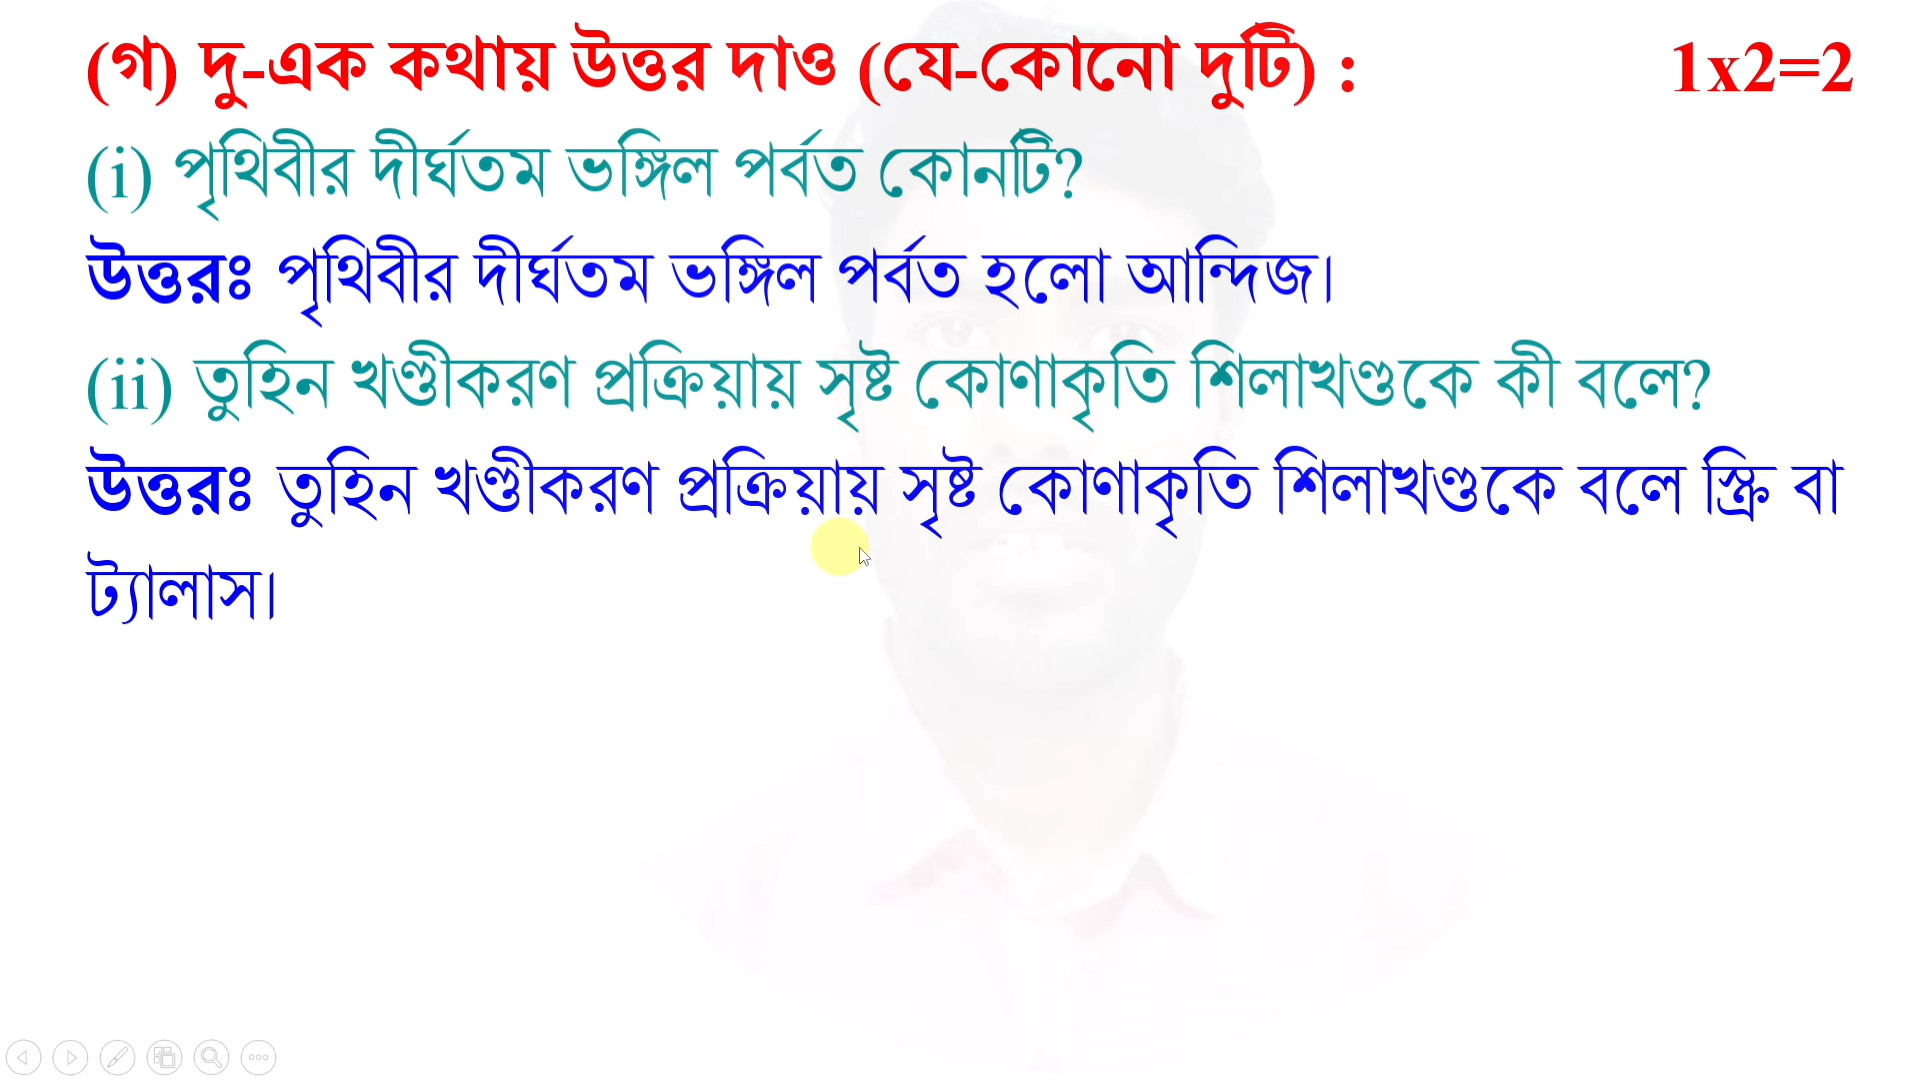 (গ) দু-এক কথায় উত্তর দাও (যে-কোনো দুটি) : 1x2=2
(i) পৃথিবীর দীর্ঘতম ভঙ্গিল পর্বত কোনটি?
উত্তরঃ পৃথিবীর দীর্ঘতম ভঙ্গিল পর্বত হলো আন্দিজ।
(ii) তুহিন খণ্ডীকরণ প্রক্রিয়ায় সৃষ্ট কোণাকৃতি শিলাখণ্ডকে কী বলে?
উত্তরঃ তুহিন খণ্ডীকরণ প্রক্রিয়ায় সৃষ্ট কোণাকৃতি শিলাখণ্ডকে বলে স্ক্রি বা
ট্যালাস।